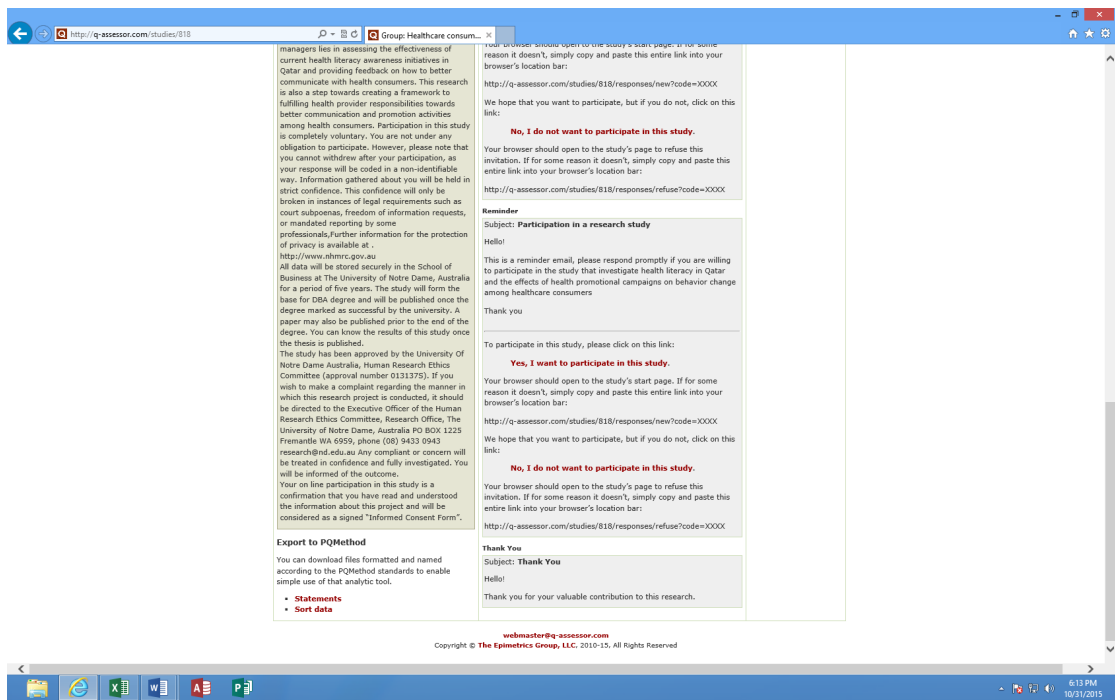 http://q-assessor.com/studies/818
Group: Healthcare consum...
managers lies in assessing the effectiveness of
current health literacy awareness initiatives in
Qatar and providing feedback on how to better
communicate with health consumers. This research
is also a step towards creating a framework to
fulfilling health provider responsibilities towards
better communication and promotion activities
among health consumers. Participation in this study
is completely voluntary. You are not under any
obligation to participate. However, please note that
you cannot withdrew after your participation, as
your response will be coded in a non-identifiable
way. Information gathered about you will be held in
strict confidence. This confidence will only be
broken in instances of legal requirements such as
court subpoenas, freedom of information requests,
or mandated reporting by some
professionals,Further information for the protection
of privacy is available at .
http://www.nhmrc.gov.au
All data will be stored securely in the School of
Business at The University of Notre Dame, Australia
for a period of five years. The study will form the
base for DBA degree and will be published once the
degree marked as successful by the university. A
paper may also be published prior to the end of the
degree. You can know the results of this study once
the thesis is published.
The study has been approved by the University Of
Notre Dame Australia, Human Research Ethics
Committee (approval number 013137S). If you
wish to make a complaint regarding the manner in
which this research project is conducted, it should
be directed to the Executive Officer of the Human
Research Ethics Committee, Research Office, The
University of Notre Dame, Australia PO BOX 1225
Fremantle WA 6959, phone (08) 9433 0943
research@nd.edu.au Any compliant or concern will
be treated in confidence and fully investigated. You
will be informed of the outcome.
Your on line participation in this study is a
confirmation that you have read and understood
the information about this project and will be
considered as a signed "Informed Consent Form".
Export to PQMethod
You can download files formatted and named
according to the PQMethod standards to enable
simple use of that analytic tool.
• Statements
• Sort data
Your browser should open to the study's start page. If for some
reason it doesn't, simply copy and paste this entire link into your
browser's location bar:
http://q-assessor.com/studies/818/responses/new?code=XXXX
We hope that you want to participate, but if you do not, click on this
link:
No, I do not want to participate in this study.
Your browser should open to the study's page to refuse this
invitation. If for some reason it doesn't, simply copy and paste this
entire link into your browser's location bar:
http://q-assessor.com/studies/818/responses/refuse?code=XXXX
Reminder
Subject: Participation in a research study
Hello!
This is a reminder email, please respond promptly if you are willing
to participate in the study that investigate health literacy in Qatar
and the effects of health promotional campaigns on behavior change
among healthcare consumers
Thank you
To participate in this study, please click on this link:
Yes, I want to participate in this study.
Your browser should open to the study's start page. If for some
reason it doesn't, simply copy and paste this entire link into your
browser's location bar:
http://q-assessor.com/studies/818/responses/new?code=XXXX
We hope that you want to participate, but if you do not, click on this
link:
No, I do not want to participate in this study.
Your browser should open to the study's page to refuse this
invitation. If for some reason it doesn't, simply copy and paste this
entire link into your browser's location bar:
http://q-assessor.com/studies/818/responses/refuse?code=XXXX
Thank You
Subject: Thank You
Hello!
Thank you for your valuable contribution to this research.
webmaster@q-assessor.com
Copyright © The Epimetrics Group, LLC, 2010-15, All Rights Reserved
6:13 PM
10/31/2015